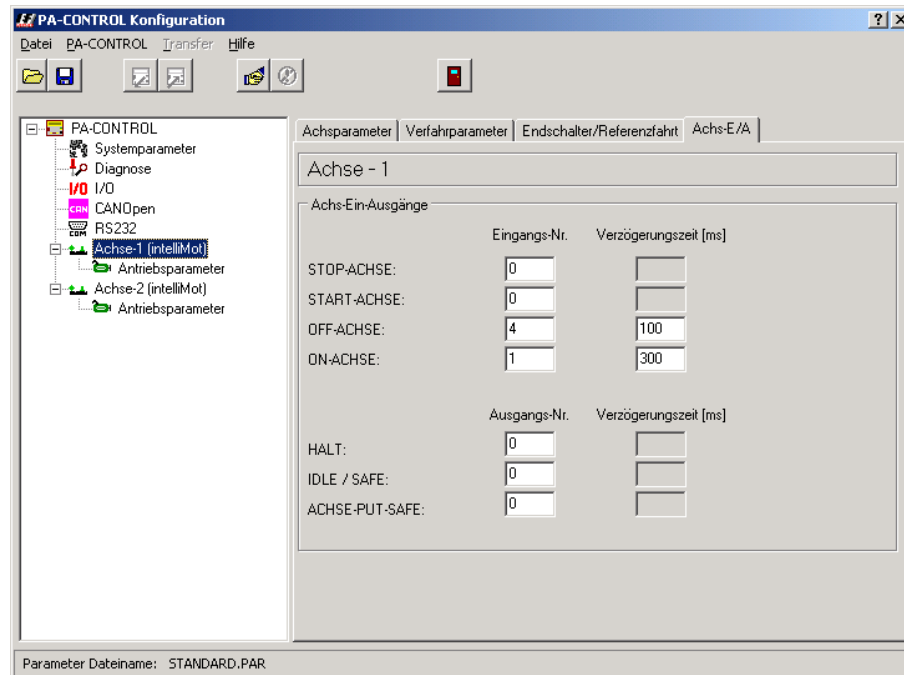 PA-CONTROL Konfiguration
Datei PA-CONTROL Transfer Hilfe
PA-CONTROL
Systemparameter
Diagnose
I/O I/O
CAN CANOpen
COM RS232
Achse-1 (intelliMot)
Antriebsparameter
Achse-2 (intelliMot)
Antriebsparameter
Achsparameter Verfahrparameter Endschalter/Referenzfahrt Achs-E/A
Achse - 1
Achs-Ein-Ausgänge
Eingangs-Nr. Verzögerungszeit [ms]
STOP-ACHSE: 0
START-ACHSE: 0
OFF-ACHSE: 4 100
ON-ACHSE: 1 300
Ausgangs-Nr. Verzögerungszeit [ms]
HALT: 0
IDLE / SAFE: 0
ACHSE-PUT-SAFE: 0
Parameter Dateiname: STANDARD.PAR